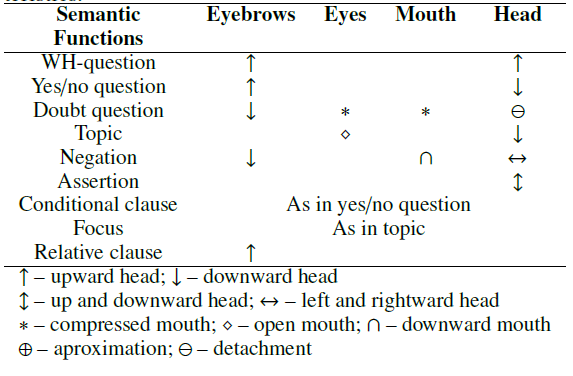 Semantic Functions Eyebrows Eyes Mouth Head
WH-question ↑ ↑
Yes/no question ↑ ↓
Doubt question ↓ * * ⊖
Topic ⋄ ↓
Negation ↓ ∩ ↔
Assertion ↕
Conditional clause As in yes/no question
Focus As in topic
Relative clause ↑
↑ – upward head; ↓ – downward head
↕ – up and downward head; ↔ – left and rightward head
* – compressed mouth; ⋄ – open mouth; ∩ – downward mouth
⊕ – aproximation; ⊖ – detachment